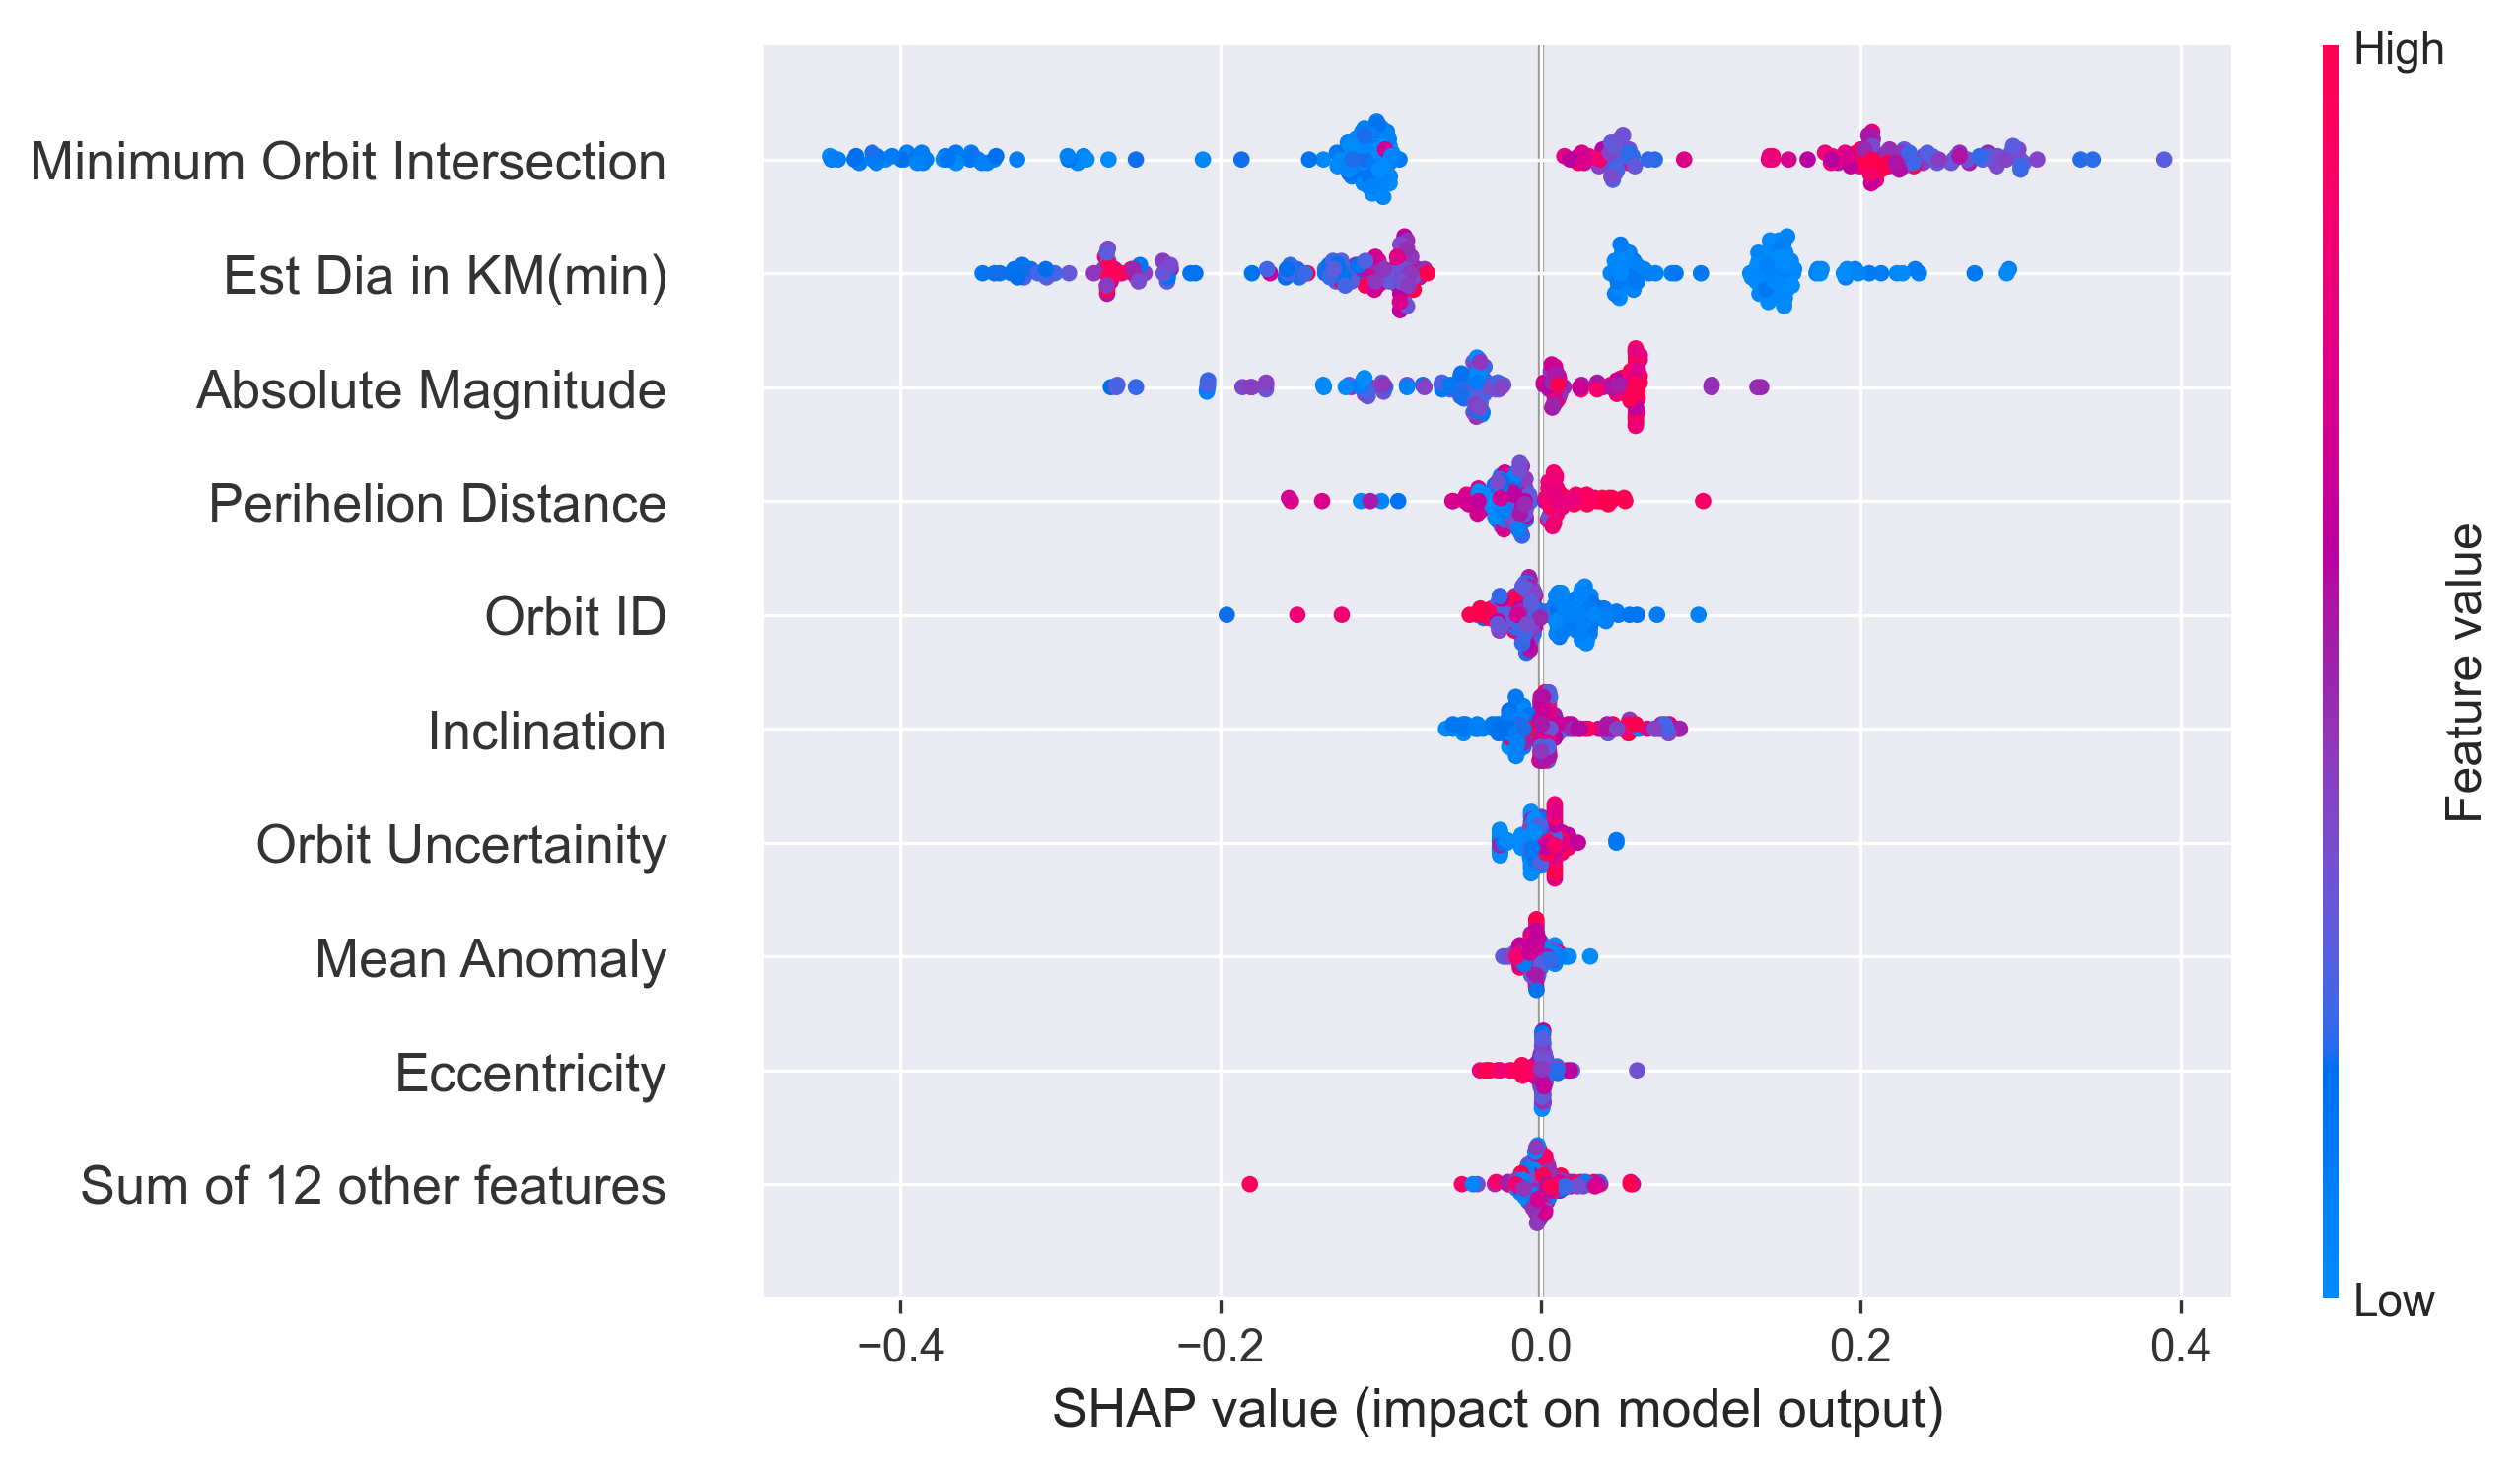 High
Minimum Orbit Intersection
Est Dia in KM(min)
Absolute Magnitude
Perihelion Distance
Orbit ID
Inclination
Orbit Uncertainity
Mean Anomaly
Eccentricity
Sum of 12 other features
Feature value
Low
−0.4 −0.2 0.0 0.2 0.4
SHAP value (impact on model output)